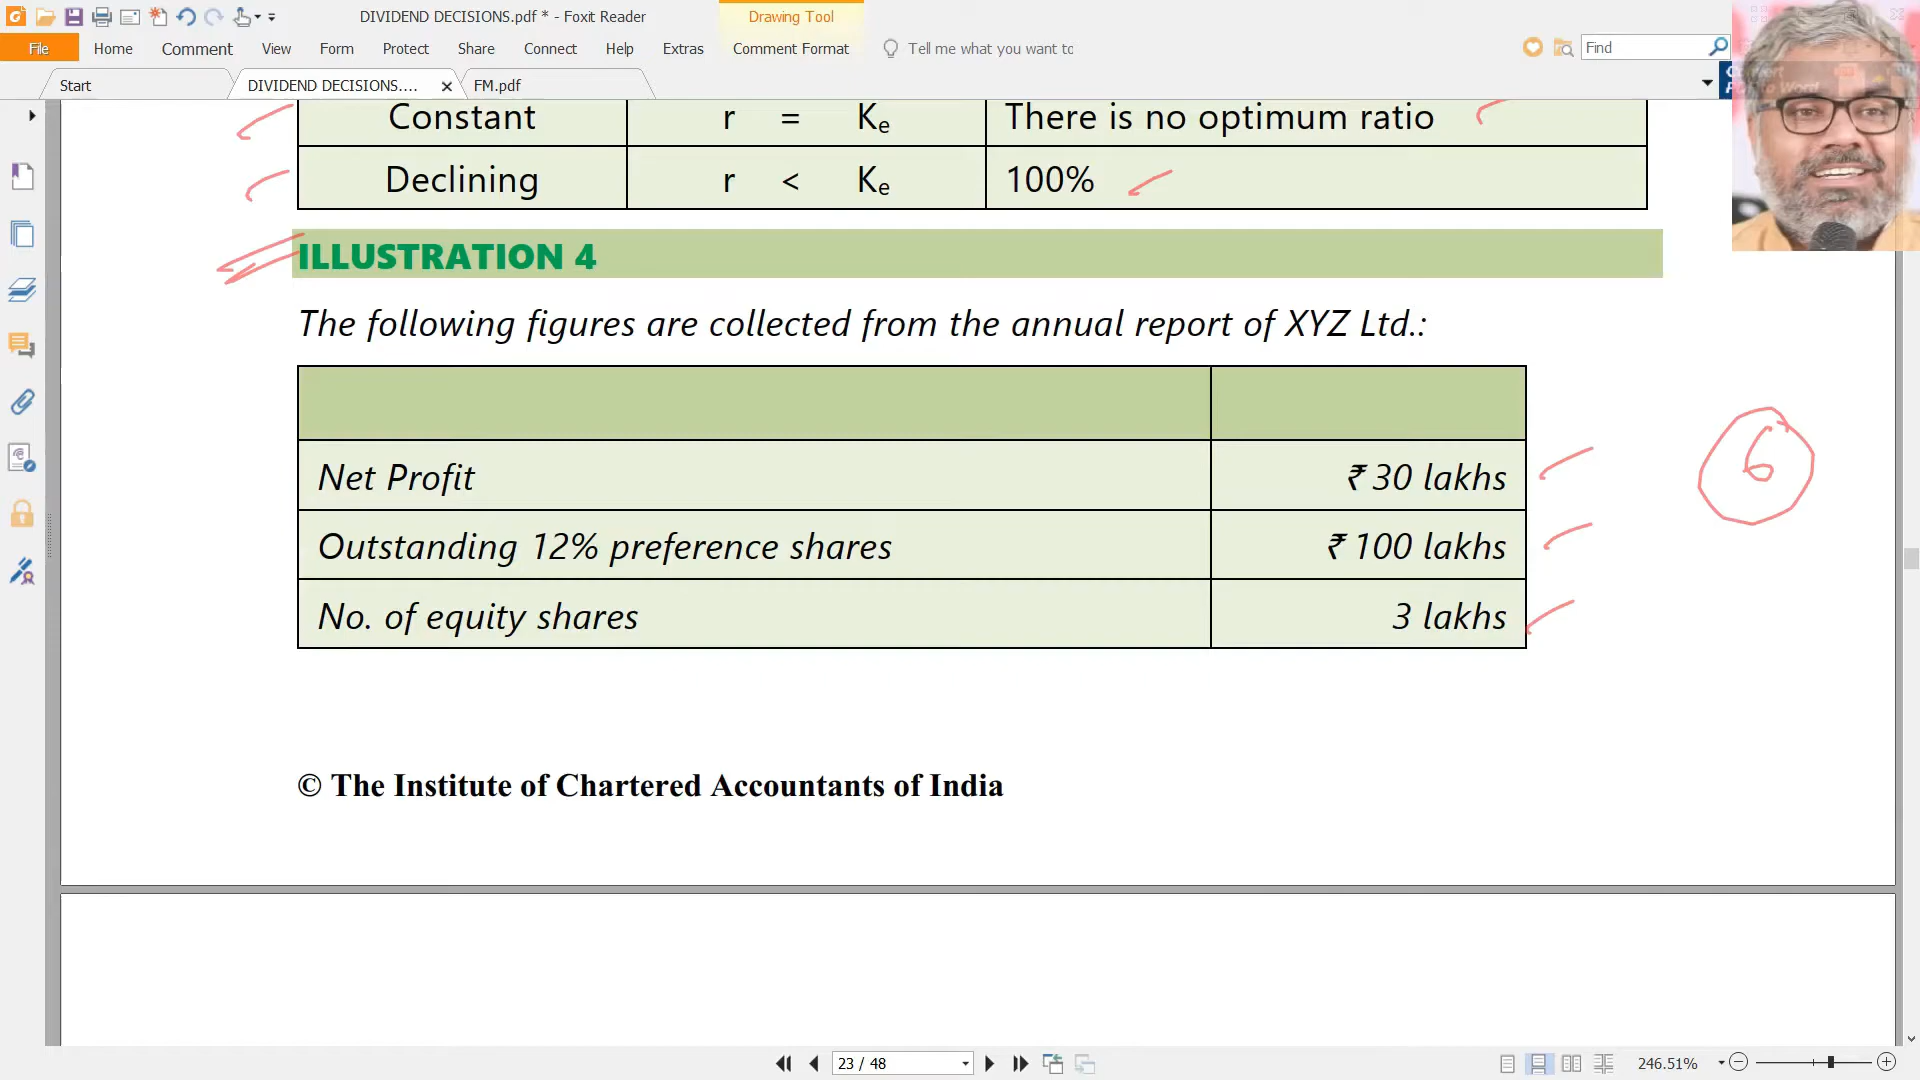 DIVIDEND DECISIONS.pdf * - Foxit Reader
Drawing Tool
File Home Comment View Form Protect Share Connect Help Extras Comment Format Tell me what you want to Find
Start DIVIDEND DECISIONS.... FM.pdf
Constant r = Ke There is no optimum ratio
Declining r < Ke 100%
ILLUSTRATION 4
The following figures are collected from the annual report of XYZ Ltd.:
Net Profit ₹ 30 lakhs
Outstanding 12% preference shares ₹ 100 lakhs
No. of equity shares 3 lakhs
6
© The Institute of Chartered Accountants of India
23 / 48
246.51%